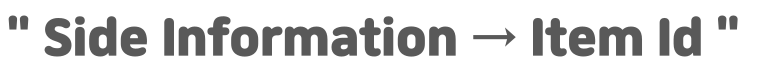 " Side Information → Item Id "